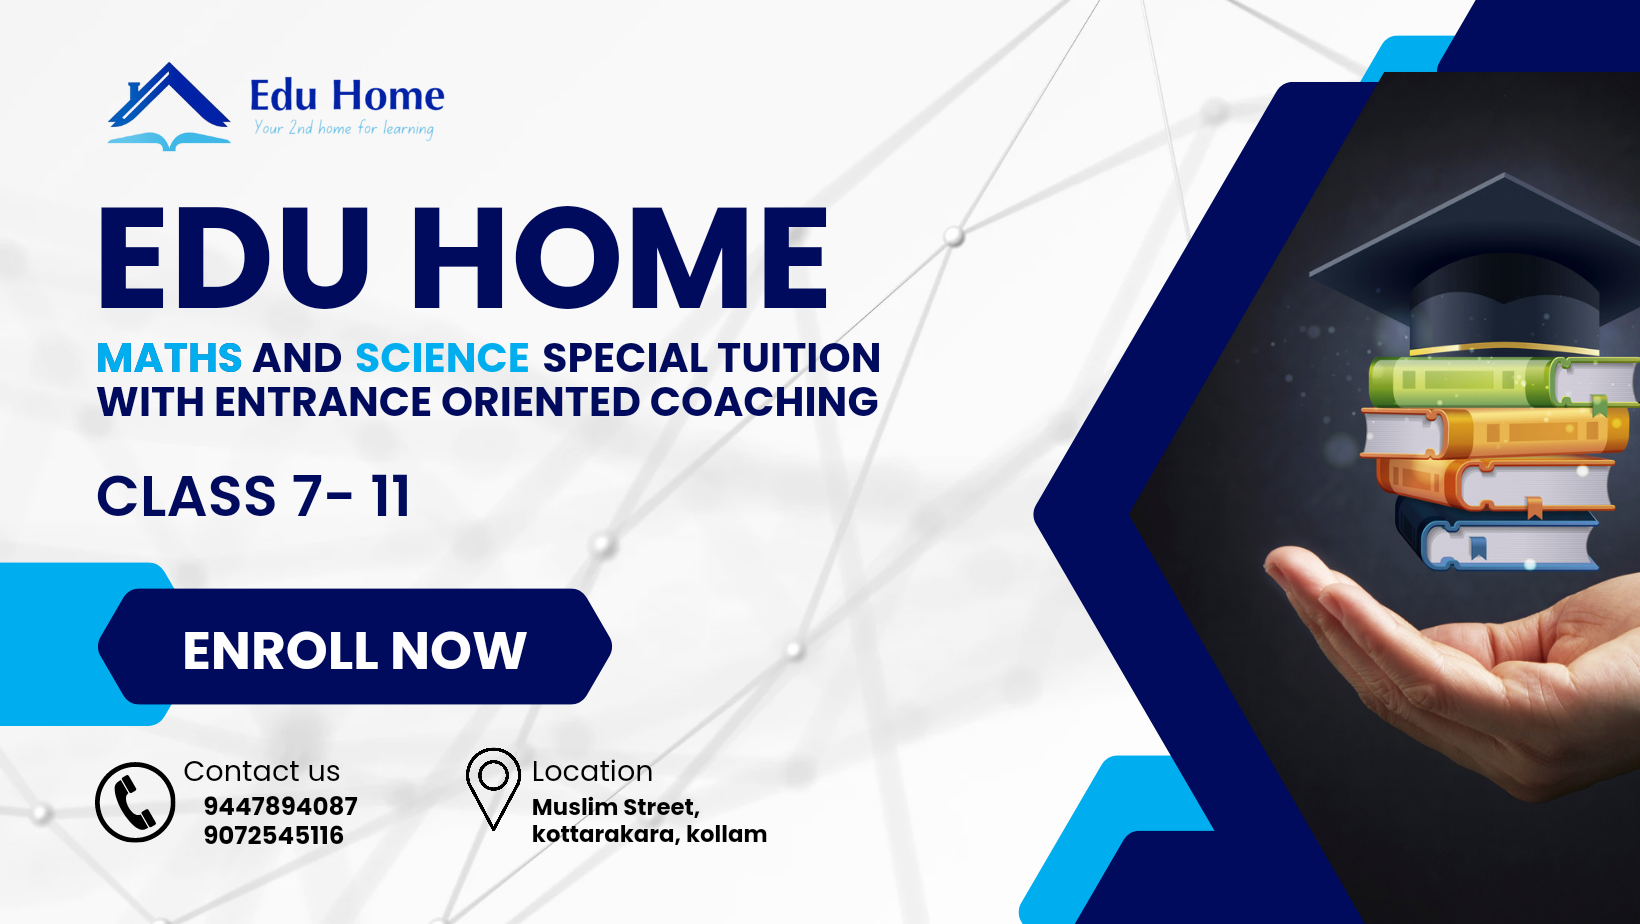 Edu Home
Your 2nd home for learning
EDU HOME
MATHS AND SCIENCE SPECIAL TUITION
WITH ENTRANCE ORIENTED COACHING
CLASS 7- 11
ENROLL NOW
Contact us
9447894087
9072545116
Location
Muslim Street,
kottarakara, kollam